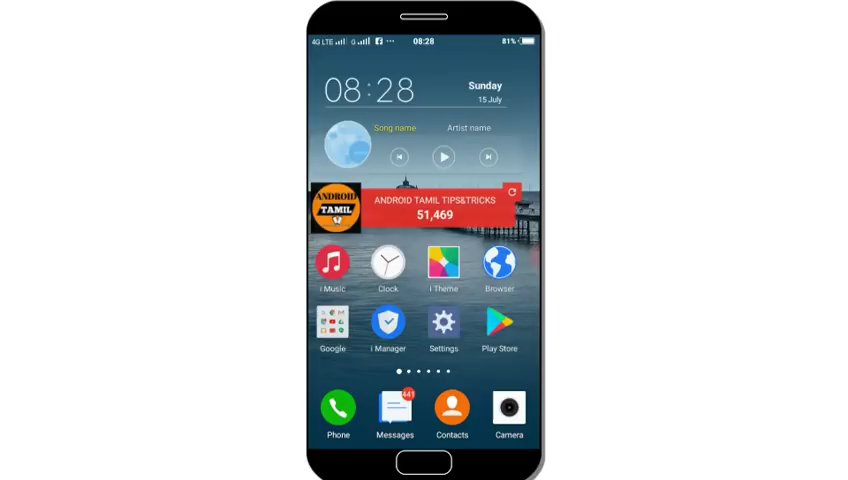 4G LTE G 08:28 81%
08:28 Sunday
15 July
Song name Artist name
ANDROID
TAMIL
ANDROID TAMIL TIPS&TRICKS
51,469
i Music Clock i Theme Browser
Google i Manager Settings Play Store
441
Phone Messages Contacts Camera